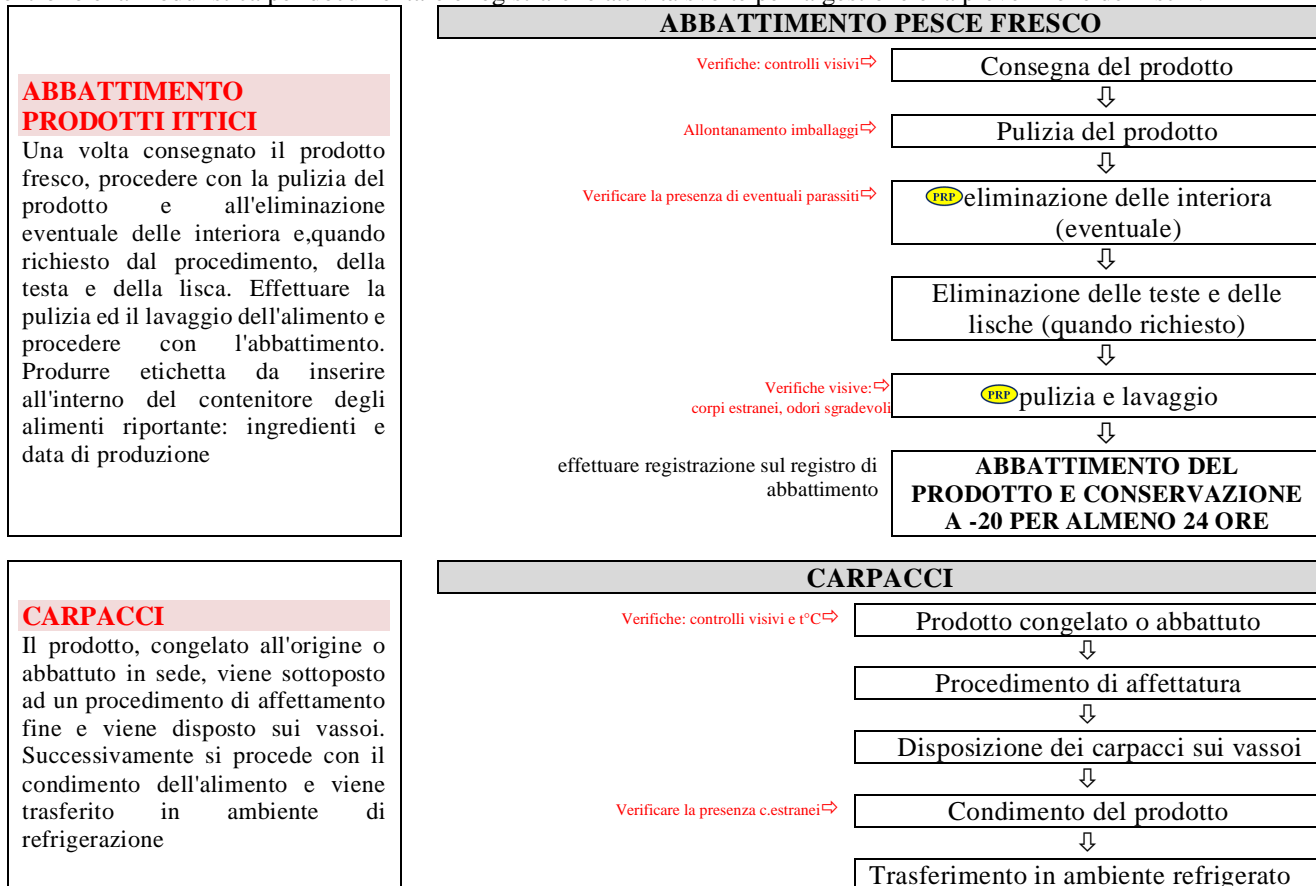 ABBATTIMENTO
PRODOTTI ITTICI
Una volta consegnato il prodotto
fresco, procedere con la pulizia del
prodotto e all'eliminazione
eventuale delle interiora e,quando
richiesto dal procedimento, della
testa e della lisca. Effettuare la
pulizia ed il lavaggio dell'alimento e
procedere con l'abbattimento.
Produrre etichetta da inserire
all'interno del contenitore degli
alimenti riportante: ingredienti e
data di produzione
ABBATTIMENTO PESCE FRESCO
Verifiche: controlli visivi⇨
Consegna del prodotto
⇩
Allontanamento imballaggi⇨
Pulizia del prodotto
⇩
Verificare la presenza di eventuali parassiti⇨
PRP eliminazione delle interiora
(eventuale)
⇩
Eliminazione delle teste e delle
lische (quando richiesto)
⇩
Verifiche visive:⇨
corpi estranei, odori sgradevoli
PRP pulizia e lavaggio
⇩
effettuare registrazione sul registro di
abbattimento
ABBATTIMENTO DEL
PRODOTTO E CONSERVAZIONE
A -20 PER ALMENO 24 ORE
CARPACCI
Il prodotto, congelato all'origine o
abbattuto in sede, viene sottoposto
ad un procedimento di affettamento
fine e viene disposto sui vassoi.
Successivamente si procede con il
condimento dell'alimento e viene
trasferito in ambiente di
refrigerazione
CARPACCI
Verifiche: controlli visivi e t°C⇨
Prodotto congelato o abbattuto
⇩
Procedimento di affettatura
⇩
Disposizione dei carpacci sui vassoi
⇩
Verificare la presenza c.estranei⇨
Condimento del prodotto
⇩
Trasferimento in ambiente refrigerato